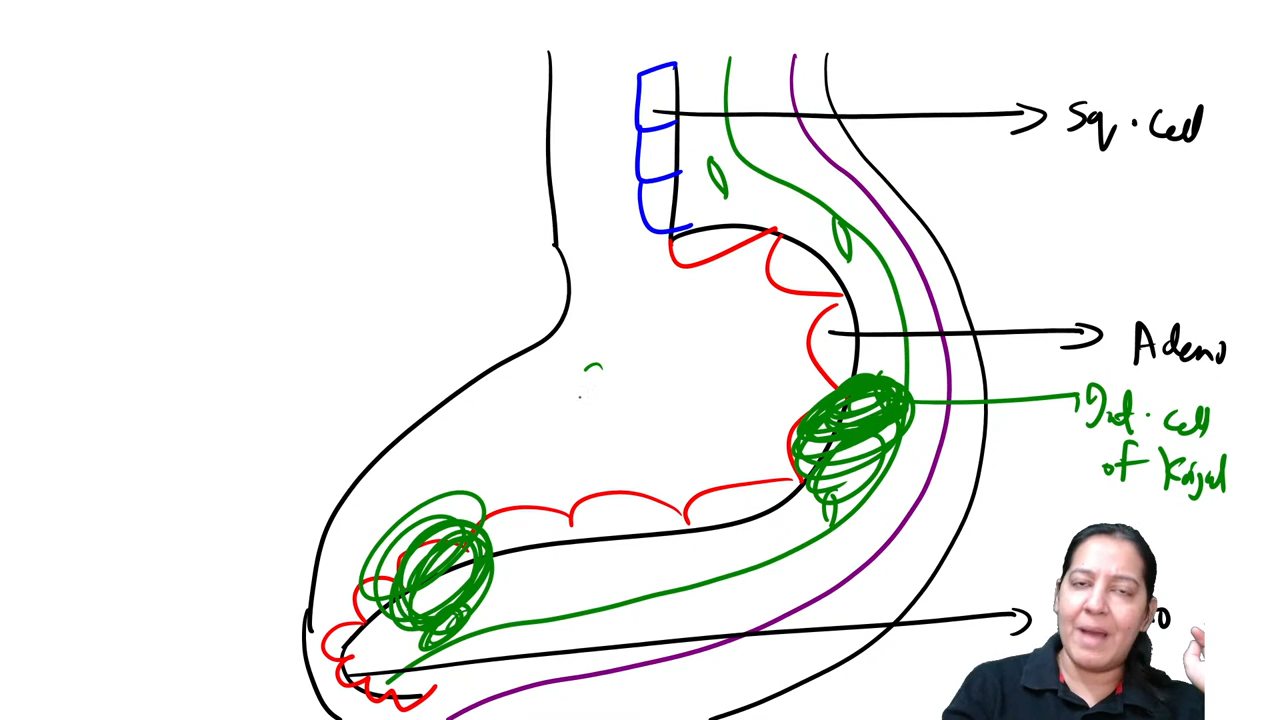 Sq. Cell
Adeno
Int. cell
of Kajal